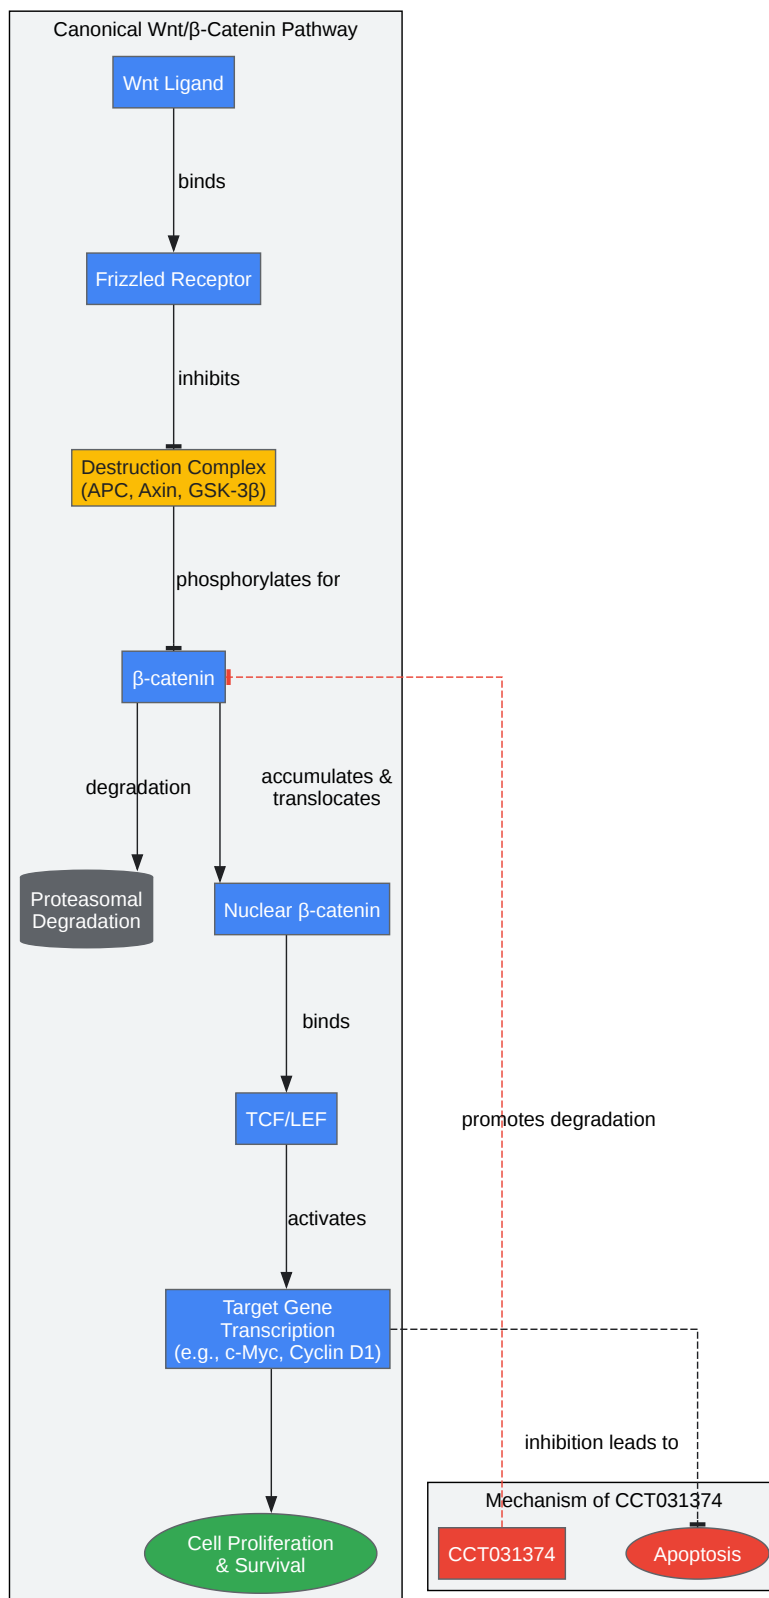 Canonical Wnt/β-Catenin Pathway
Wnt Ligand
binds
Frizzled Receptor
inhibits
Destruction Complex
(APC, Axin, GSK-3β)
phosphorylates for
β-catenin
degradation
accumulates &
translocates
Proteasomal
Degradation
Nuclear β-catenin
binds
TCF/LEF
promotes degradation
activates
Target Gene
Transcription
(e.g., c-Myc, Cyclin D1)
inhibition leads to
Mechanism of CCT031374
Cell Proliferation
& Survival
CCT031374
Apoptosis